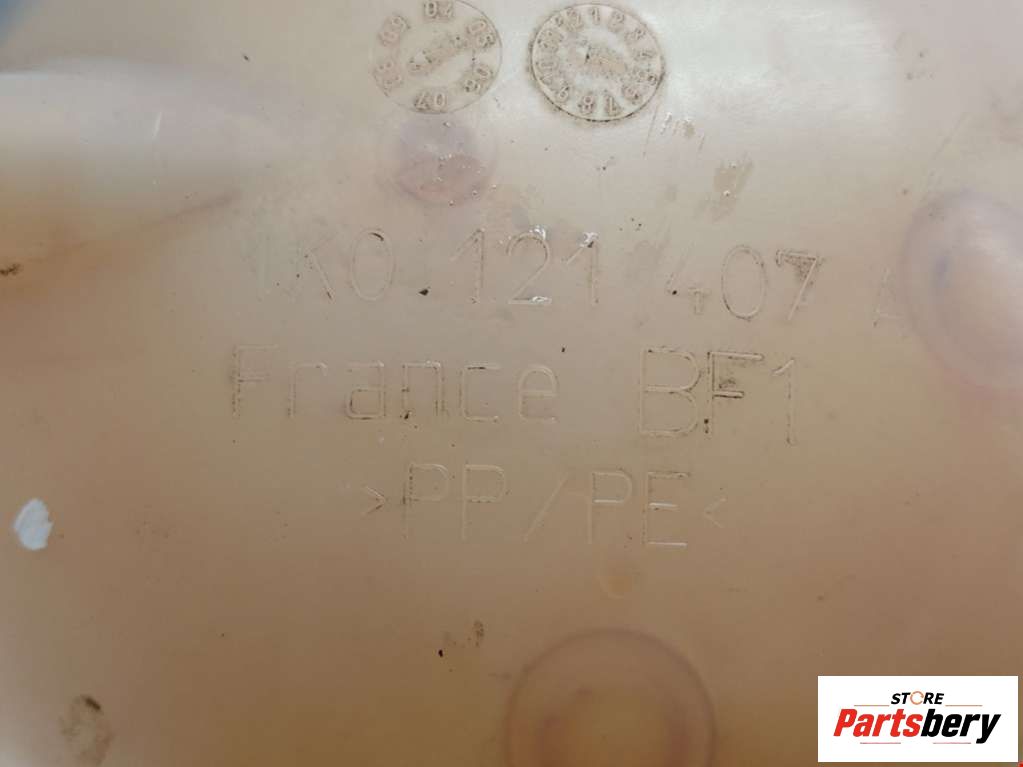 1K0 121 407 A
France BF1
>PP/PE<
STORE
Partsbery